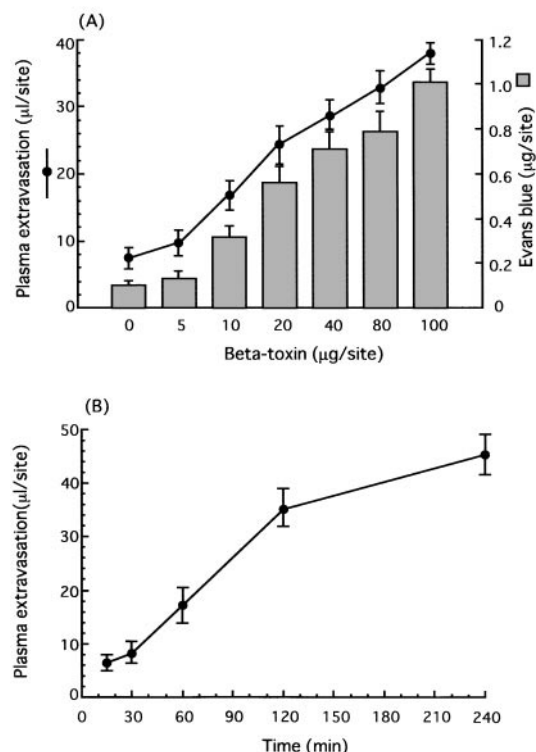 (A)
Plasma extravasation (μl/site)
40
30
20
10
0
1.2
1.0
0.8
0.6
0.4
0.2
0
Evans blue (μg/site)
0 5 10 20 40 80 100
Beta-toxin (μg/site)
(B)
Plasma extravasation(μl/site)
50
40
30
20
10
0
0 30 60 90 120 150 180 210 240
Time (min)